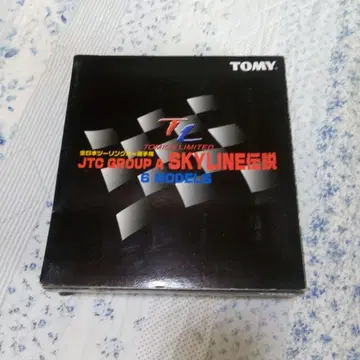 TOMY
TL
TOMICA LIMITED
全日本ツーリングカー選手権
JTC GROUP A SKYLINE伝説
6 MODELS